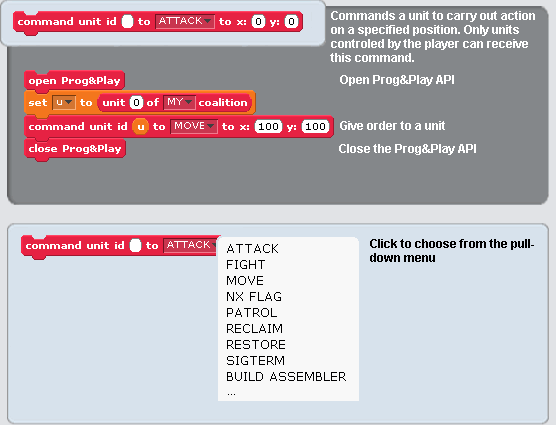 command unit id to ATTACK to x: 0 y: 0
Commands a unit to carry out action
on a specified position. Only units
controled by the player can receive
this command.
open Prog&Play
Open Prog&Play API
set u to unit 0 of MY coalition
command unit id u to MOVE to x: 100 y: 100
Give order to a unit
close Prog&Play
Close the Prog&Play API
command unit id to ATTACK
Click to choose from the pull-
down menu
ATTACK
FIGHT
MOVE
NX FLAG
PATROL
RECLAIM
RESTORE
SIGTERM
BUILD ASSEMBLER
...